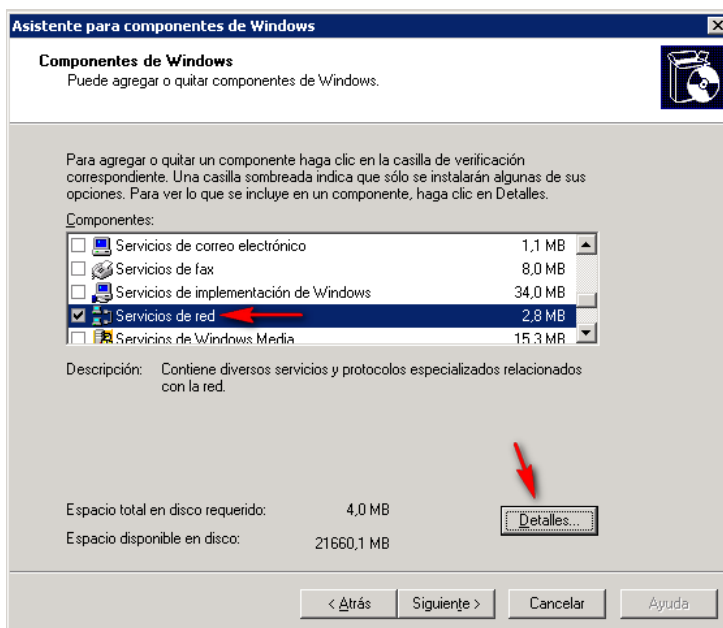 Asistente para componentes de Windows
Componentes de Windows
Puede agregar o quitar componentes de Windows.
Para agregar o quitar un componente haga clic en la casilla de verificación
correspondiente. Una casilla sombreada indica que sólo se instalarán algunas de sus
opciones. Para ver lo que se incluye en un componente, haga clic en Detalles.
Componentes:
Servicios de correo electrónico 1,1 MB
Servicios de fax 8,0 MB
Servicios de implementación de Windows 34,0 MB
Servicios de red 2,8 MB
Servicios de Windows Media 15,3 MB
Descripción: Contiene diversos servicios y protocolos especializados relacionados
con la red.
Espacio total en disco requerido: 4,0 MB
Detalles...
Espacio disponible en disco: 21660,1 MB
< Atrás Siguiente > Cancelar Ayuda